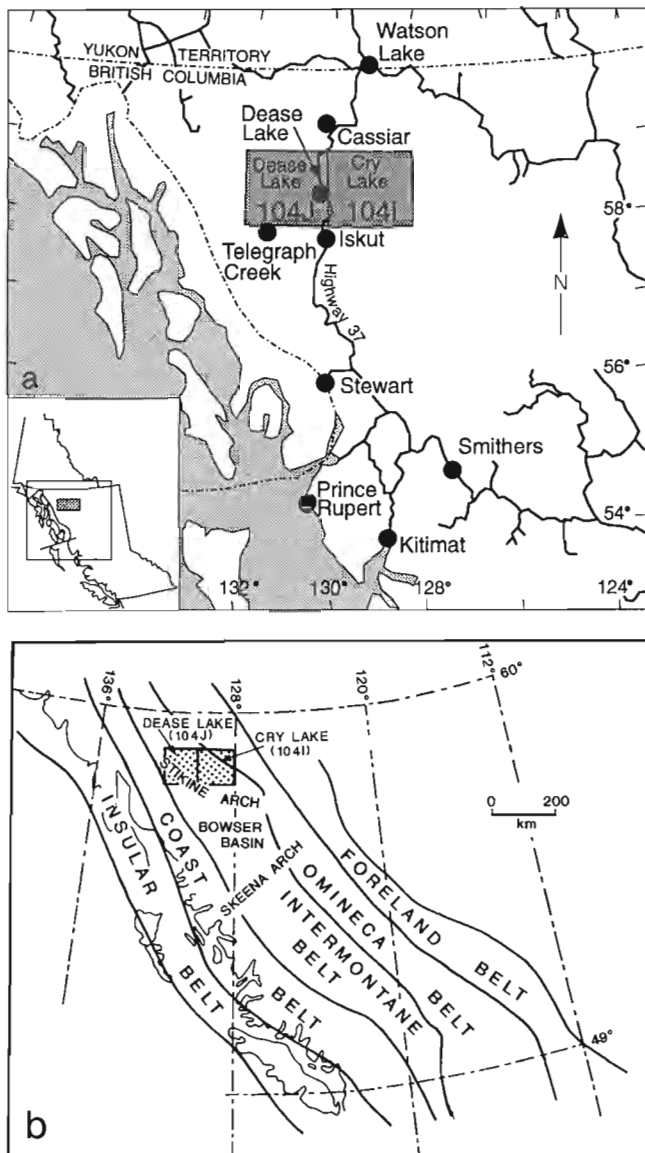 Watson
Lake
YUKON TERRITORY
BRITISH COLUMBIA
Dease
Lake
Cassiar
Dease
Lake
104J
Cry
Lake
104I
58°
Telegraph
Creek
Iskut
N
Highway 37
56°
a
Stewart
Smithers
Prince
Rupert
54°
Kitimat
132°
130°
128°
124°
136°
128°
120°
112°
60°
DEASE LAKE
(104J)
CRY LAKE
(104I)
STIKINE ARCH
0 200
km
BOWSER
BASIN
SKEENA ARCH
INSULAR BELT
COAST BELT
INTERMONTANE BELT
OMINECA BELT
FORELAND BELT
49°
b